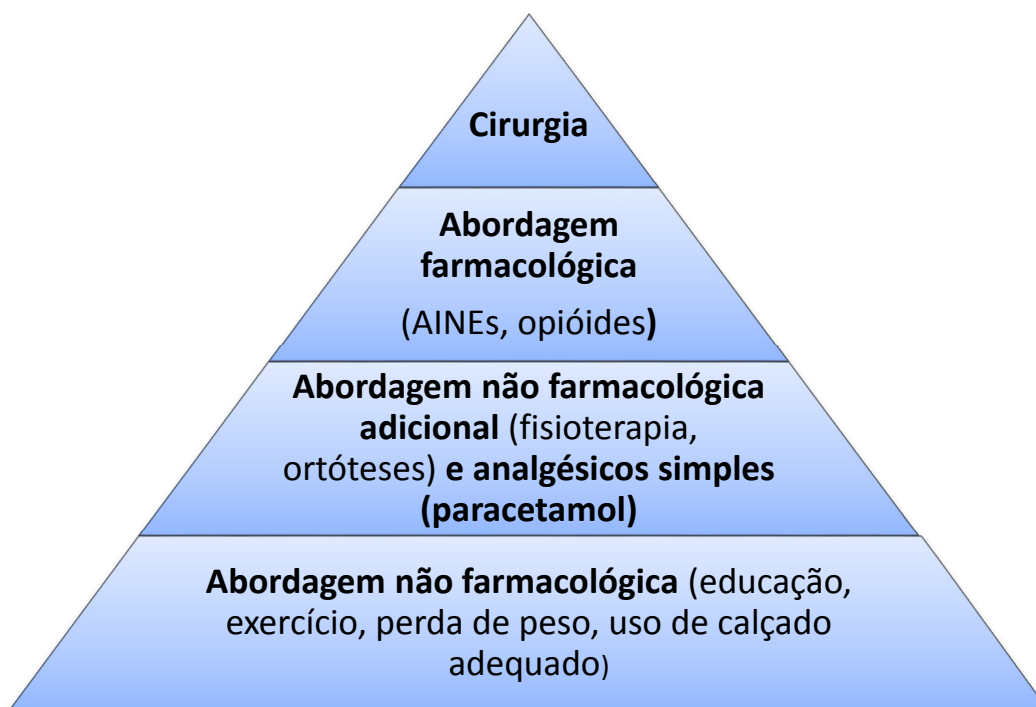 Cirurgia
Abordagem
farmacológica
(AINEs, opióides)
Abordagem não farmacológica
adicional (fisioterapia,
ortóteses) e analgésicos simples
(paracetamol)
Abordagem não farmacológica (educação,
exercício, perda de peso, uso de calçado
adequado)